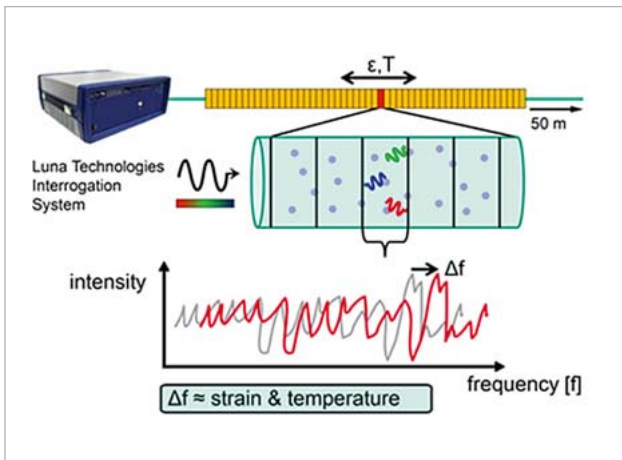 ε,T
50 m
Luna Technologies
Interrogation
System
intensity
Δf
frequency [f]
Δf ≈ strain & temperature